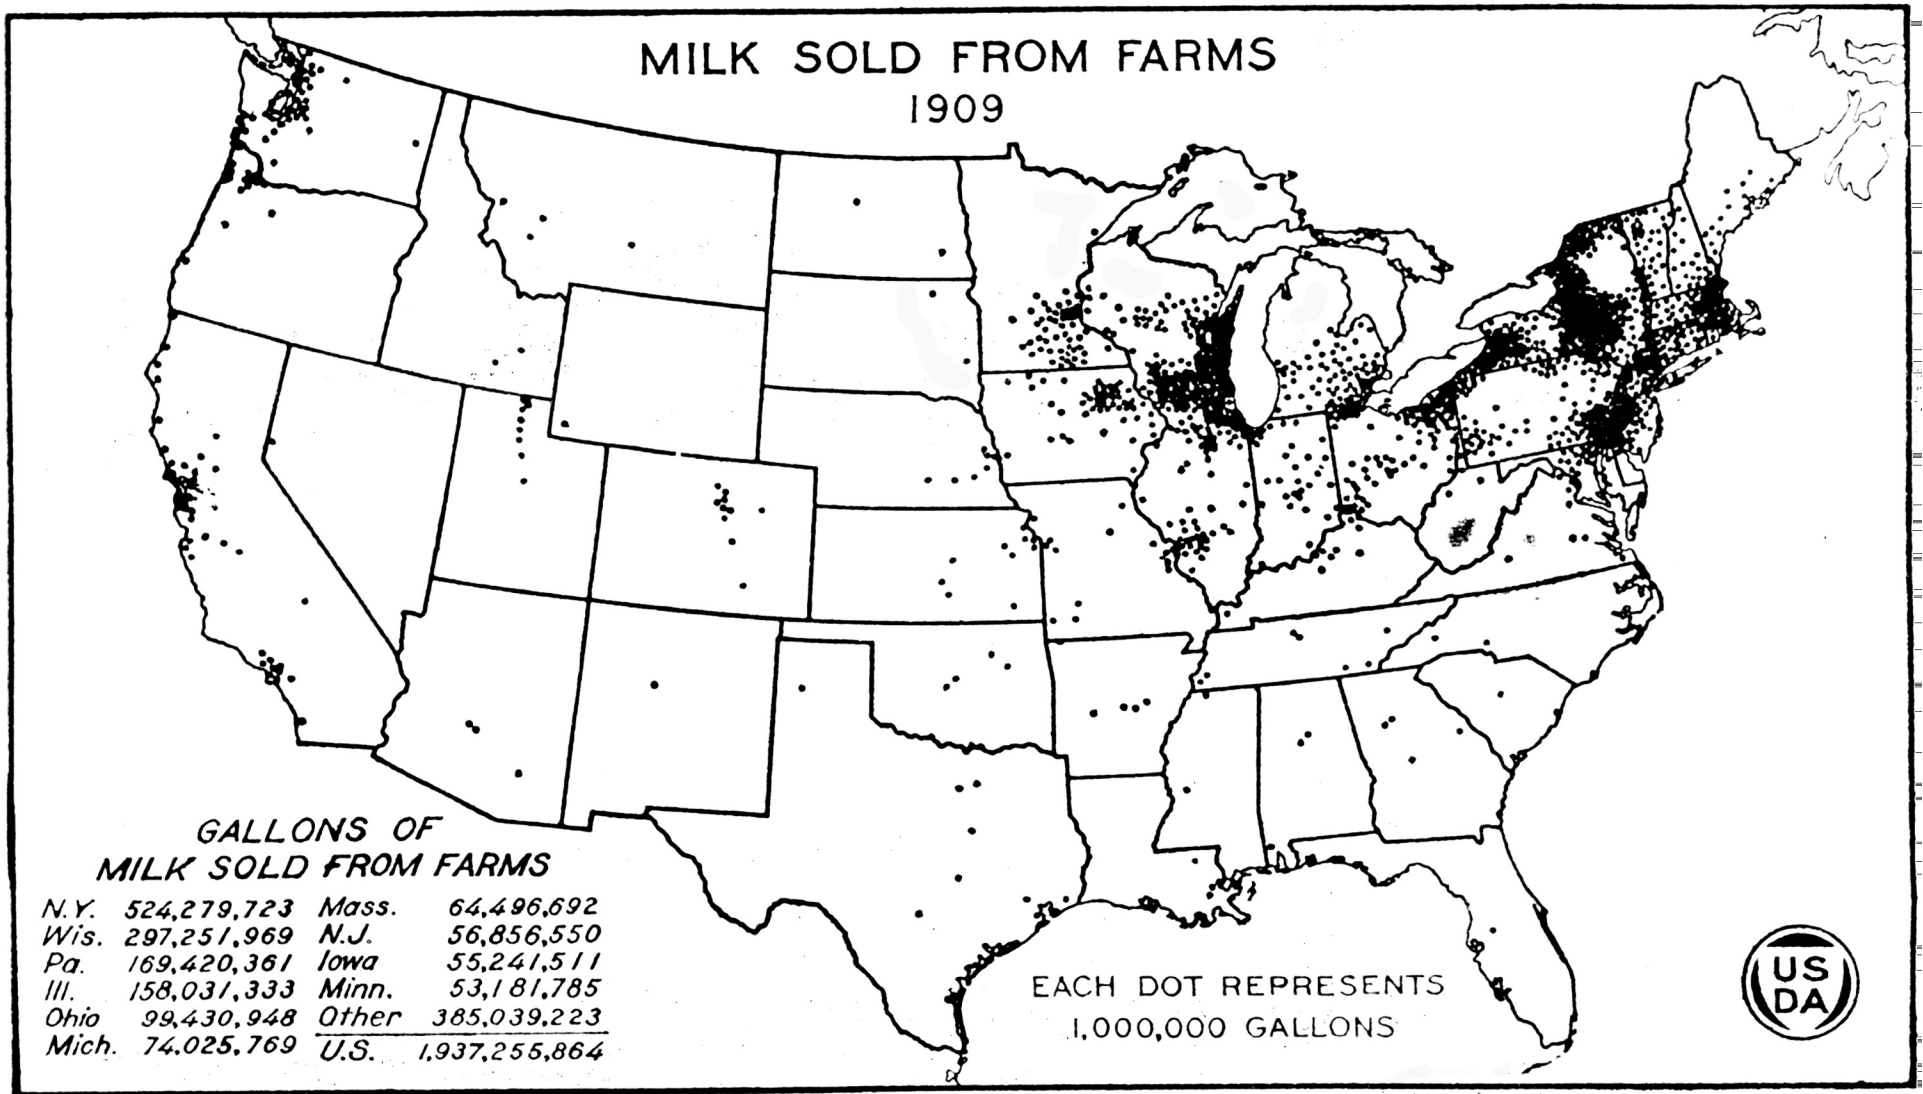 MILK SOLD FROM FARMS
1909
GALLONS OF
MILK SOLD FROM FARMS
N.Y. 524,279,723 Mass. 64,496,692
Wis. 297,251,969 N.J. 56,856,550
Pa. 169,420,361 Iowa 55,241,511
Ill. 158,031,333 Minn. 53,181,785
Ohio 99,430,948 Other 385,039,223
Mich. 74,025,769 U.S. 1,937,255,864
EACH DOT REPRESENTS
1,000,000 GALLONS
US
DA